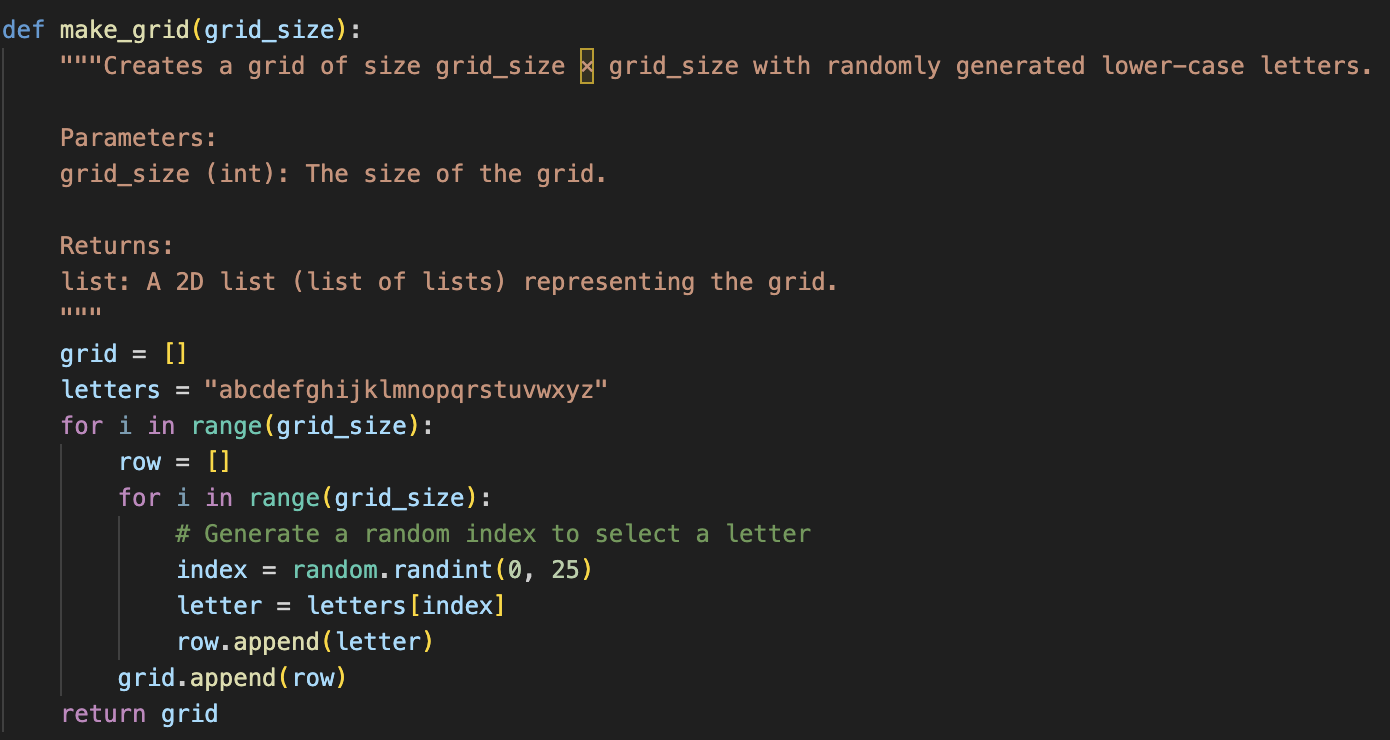 def make_grid(grid_size):
    """Creates a grid of size grid_size × grid_size with randomly generated lower-case letters.

    Parameters:
    grid_size (int): The size of the grid.

    Returns:
    list: A 2D list (list of lists) representing the grid.
    """
    grid = []
    letters = "abcdefghijklmnopqrstuvwxyz"
    for i in range(grid_size):
        row = []
        for i in range(grid_size):
            # Generate a random index to select a letter
            index = random.randint(0, 25)
            letter = letters[index]
            row.append(letter)
        grid.append(row)
    return grid